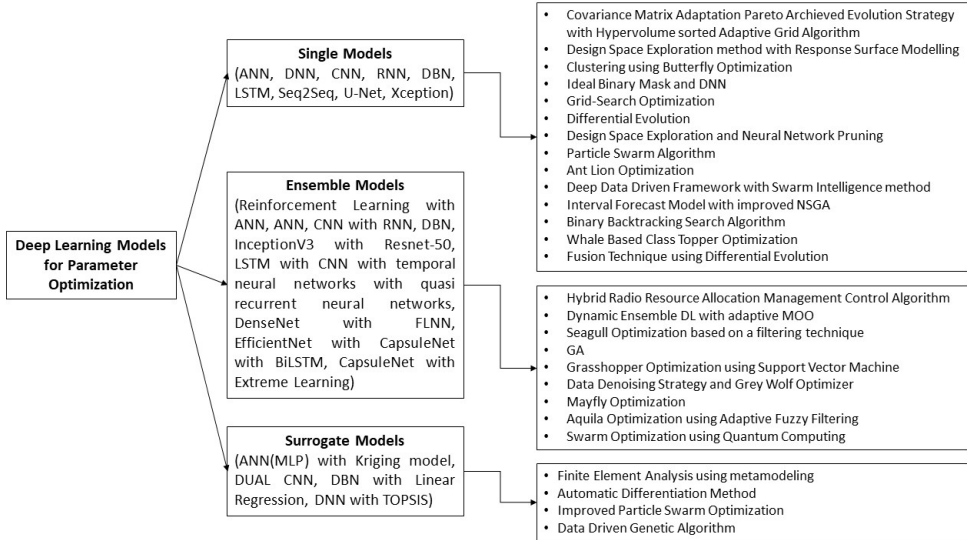 Deep Learning Models
for Parameter
Optimization
Single Models
(ANN, DNN, CNN, RNN, DBN,
LSTM, Seq2Seq, U-Net, Xception)
Ensemble Models
(Reinforcement Learning with
ANN, ANN, CNN with RNN, DBN,
InceptionV3 with Resnet-50,
LSTM with CNN with temporal
neural networks with quasi
recurrent neural networks,
DenseNet with FLNN,
EfficientNet with CapsuleNet
with BiLSTM, CapsuleNet with
Extreme Learning)
Surrogate Models
(ANN(MLP) with Kriging model,
DUAL CNN, DBN with Linear
Regression, DNN with TOPSIS)
• Covariance Matrix Adaptation Pareto Archieved Evolution Strategy
with Hypervolume sorted Adaptive Grid Algorithm
• Design Space Exploration method with Response Surface Modelling
• Clustering using Butterfly Optimization
• Ideal Binary Mask and DNN
• Grid-Search Optimization
• Differential Evolution
• Design Space Exploration and Neural Network Pruning
• Particle Swarm Algorithm
• Ant Lion Optimization
• Deep Data Driven Framework with Swarm Intelligence method
• Interval Forecast Model with improved NSGA
• Binary Backtracking Search Algorithm
• Whale Based Class Topper Optimization
• Fusion Technique using Differential Evolution
• Hybrid Radio Resource Allocation Management Control Algorithm
• Dynamic Ensemble DL with adaptive MOO
• Seagull Optimization based on a filtering technique
• GA
• Grasshopper Optimization using Support Vector Machine
• Data Denoising Strategy and Grey Wolf Optimizer
• Mayfly Optimization
• Aquila Optimization using Adaptive Fuzzy Filtering
• Swarm Optimization using Quantum Computing
• Finite Element Analysis using metamodeling
• Automatic Differentiation Method
• Improved Particle Swarm Optimization
• Data Driven Genetic Algorithm